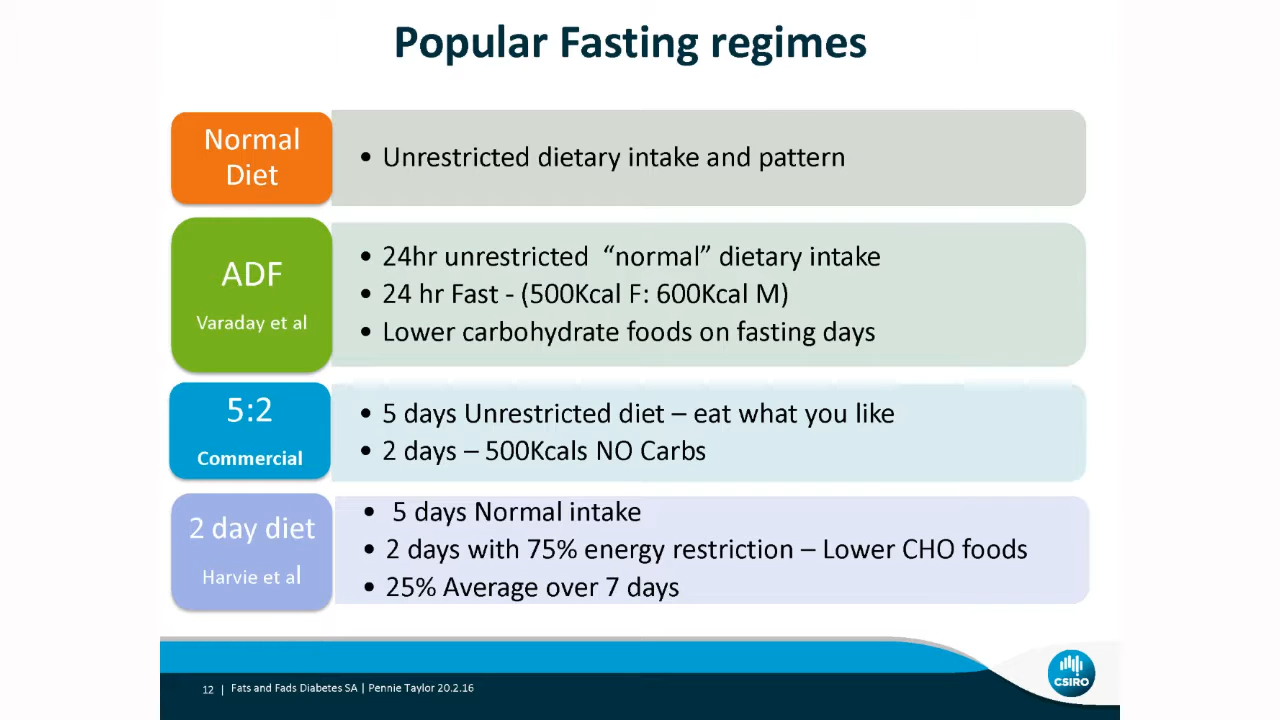 Popular Fasting regimes
Normal
Diet
• Unrestricted dietary intake and pattern
ADF
Varaday et al
• 24hr unrestricted “normal” dietary intake
• 24 hr Fast - (500Kcal F: 600Kcal M)
• Lower carbohydrate foods on fasting days
5:2
Commercial
• 5 days Unrestricted diet – eat what you like
• 2 days – 500Kcals NO Carbs
2 day diet
Harvie et al
• 5 days Normal intake
• 2 days with 75% energy restriction – Lower CHO foods
• 25% Average over 7 days
12 | Fats and Fads Diabetes SA | Pennie Taylor 20.2.16
CSIRO